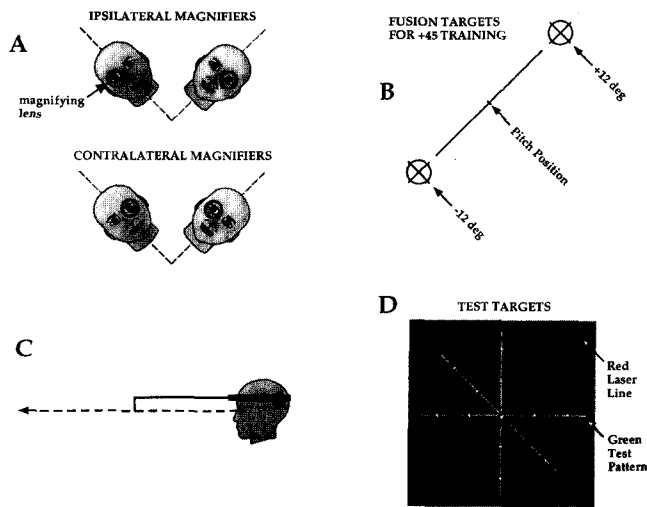 IPSILATERAL MAGNIFIERS
A
magnifying
lens
CONTRALATERAL MAGNIFIERS
FUSION TARGETS
FOR +45 TRAINING
B
+12 deg
Pitch Position
-12 deg
C
D
TEST TARGETS
Red
Laser
Line
Green
Test
Pattern